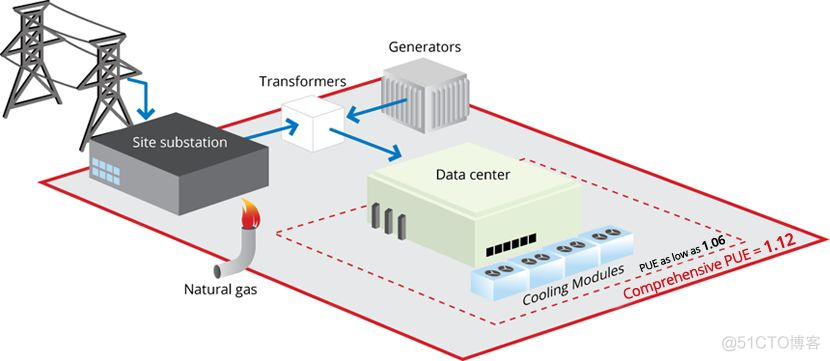 Generators
Transformers
Site substation
Data center
PUE as low as 1.06
Comprehensive PUE = 1.12
Cooling Modules
Natural gas
@51CTO博客